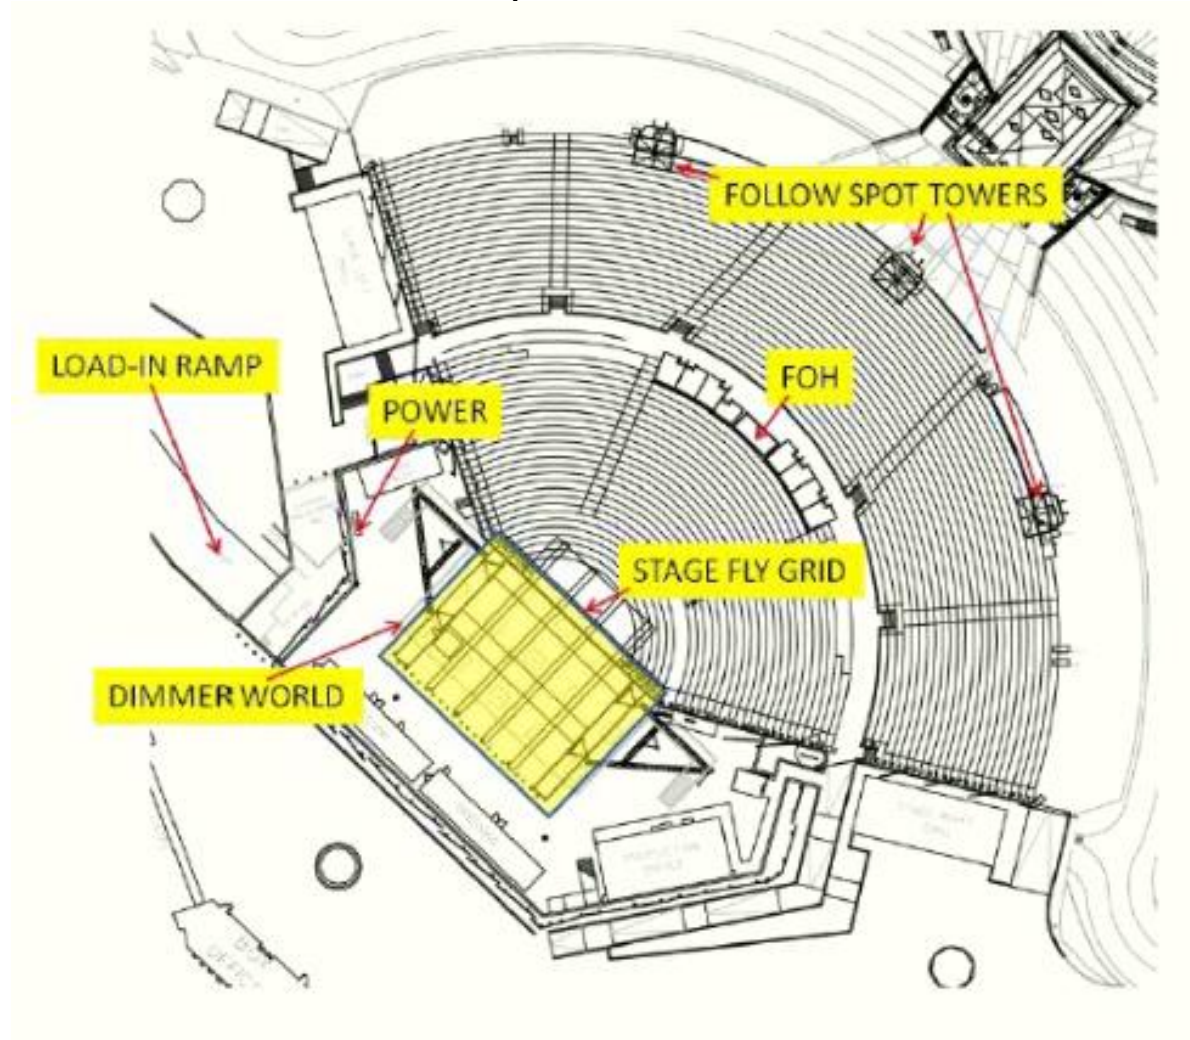 FOLLOW SPOT TOWERS
LOAD-IN RAMP
FOH
POWER
STAGE FLY GRID
DIMMER WORLD